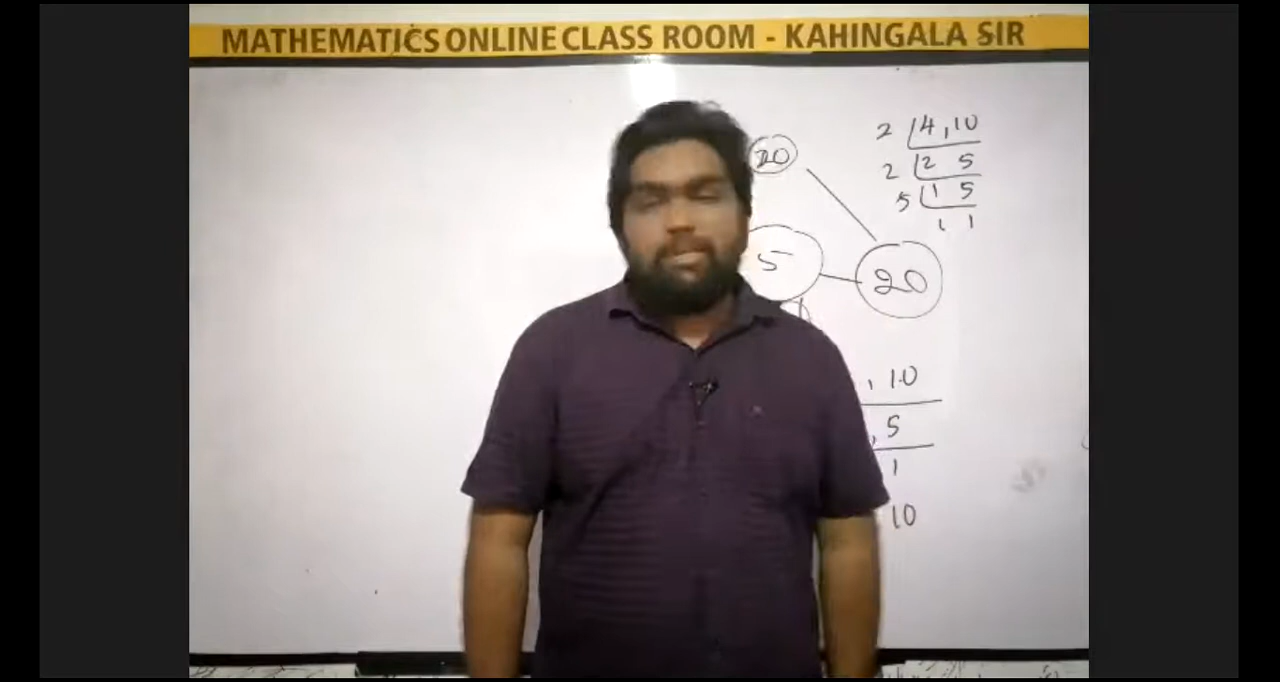 MATHEMATICS ONLINE CLASS ROOM - KAHINGALA SIR
20
2 4 , 10
2 2 5
5 1 5
1 1
5
20
, 10
, 5
1
10